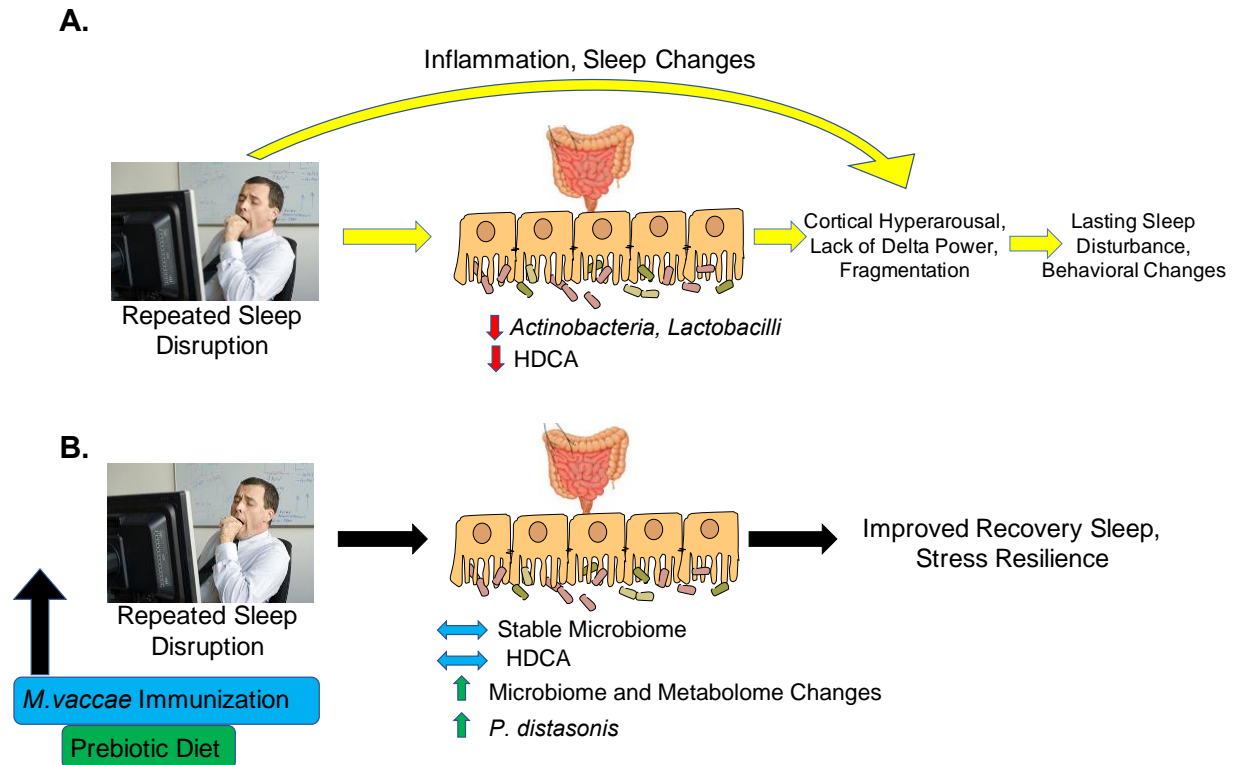 A.
Inflammation, Sleep Changes
Repeated Sleep
Disruption
Actinobacteria, Lactobacilli
HDCA
Cortical Hyperarousal,
Lack of Delta Power,
Fragmentation
Lasting Sleep
Disturbance,
Behavioral Changes
B.
Repeated Sleep
Disruption
M.vaccae Immunization
Prebiotic Diet
Stable Microbiome
HDCA
Microbiome and Metabolome Changes
P. distasonis
Improved Recovery Sleep,
Stress Resilience